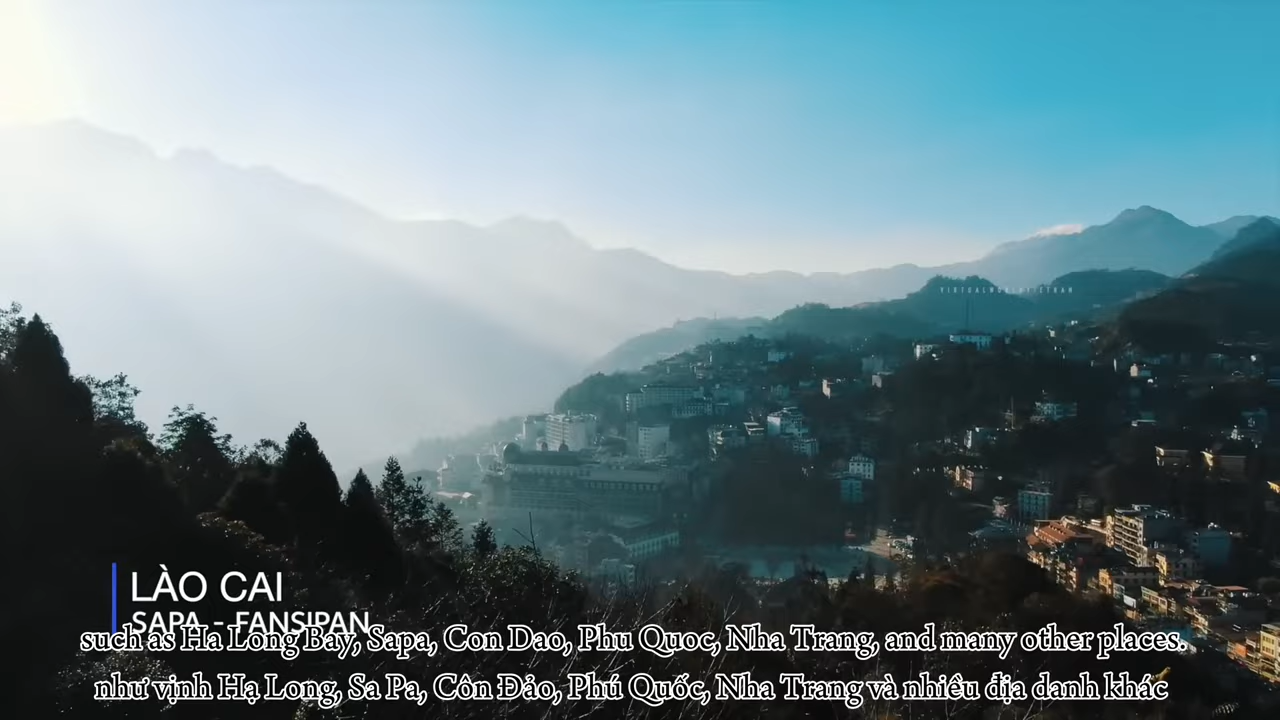 LÀO CAI
SAPA - FANSIPAN
such as Ha Long Bay, Sapa, Con Dao, Phu Quoc, Nha Trang, and many other places.
như vịnh Hạ Long, Sa Pa, Côn Đảo, Phú Quốc, Nha Trang và nhiều địa danh khác